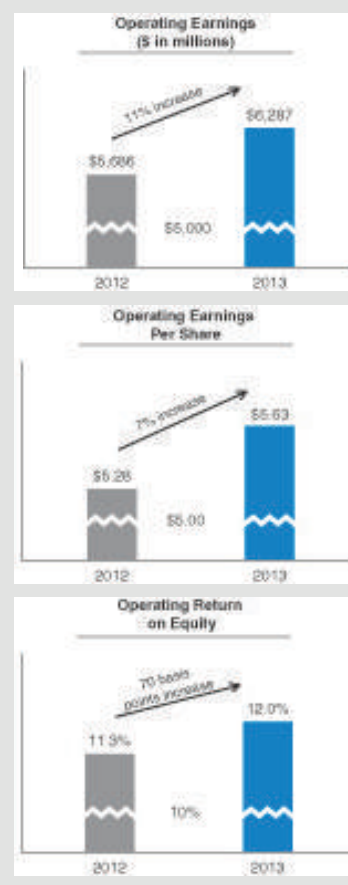 Operating Earnings
($ in millions)
11% increase
$6,287
$5,686
$5,000
2012 2013
Operating Earnings
Per Share
7% increase
$5.63
$5.28
$5.00
2012 2013
Operating Return
on Equity
70 basis
points increase
12.0%
11.3%
10%
2012 2013